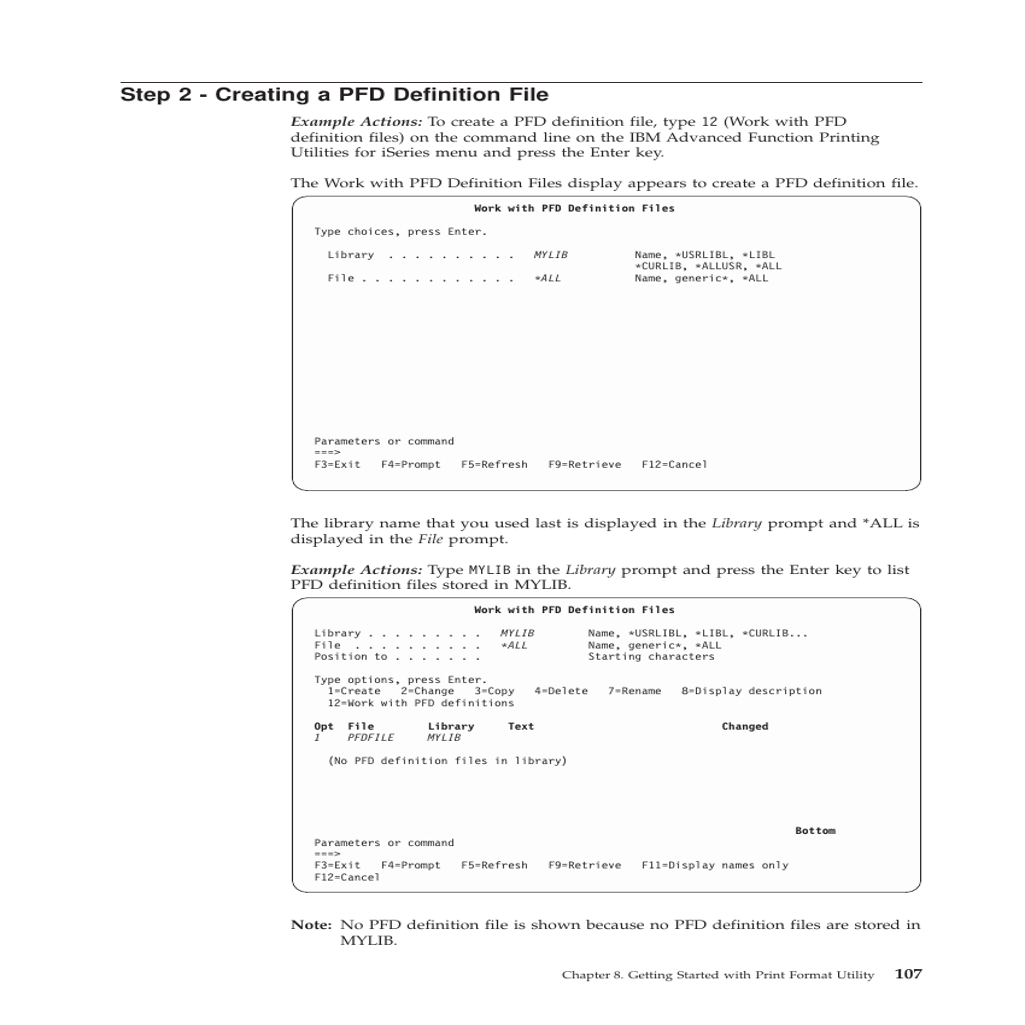 Step 2 - Creating a PFD Definition File
Example Actions: To create a PFD definition file, type 12 (Work with PFD
definition files) on the command line on the IBM Advanced Function Printing
Utilities for iSeries menu and press the Enter key.
The Work with PFD Definition Files display appears to create a PFD definition file.
Work with PFD Definition Files
Type choices, press Enter.
Library . . . . . . . . . . MYLIB Name, *USRLIBL, *LIBL
*CURLIB, *ALLUSR, *ALL
File . . . . . . . . . . . . *ALL Name, generic*, *ALL
Parameters or command
===>
F3=Exit F4=Prompt F5=Refresh F9=Retrieve F12=Cancel
The library name that you used last is displayed in the Library prompt and *ALL is
displayed in the File prompt.
Example Actions: Type MYLIB in the Library prompt and press the Enter key to list
PFD definition files stored in MYLIB.
Work with PFD Definition Files
Library . . . . . . . . . MYLIB Name, *USRLIBL, *LIBL, *CURLIB...
File . . . . . . . . . . *ALL Name, generic*, *ALL
Position to . . . . . . . Starting characters
Type options, press Enter.
1=Create 2=Change 3=Copy 4=Delete 7=Rename 8=Display description
12=Work with PFD definitions
Opt File Library Text Changed
1 PFDFILE MYLIB
(No PFD definition files in library)
Bottom
Parameters or command
===>
F3=Exit F4=Prompt F5=Refresh F9=Retrieve F11=Display names only
F12=Cancel
Note: No PFD definition file is shown because no PFD definition files are stored in
MYLIB.
Chapter 8. Getting Started with Print Format Utility 107